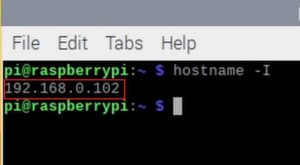 File Edit Tabs Help
pi@raspberrypi:~ $ hostname -I
192.168.0.102
pi@raspberrypi:~ $